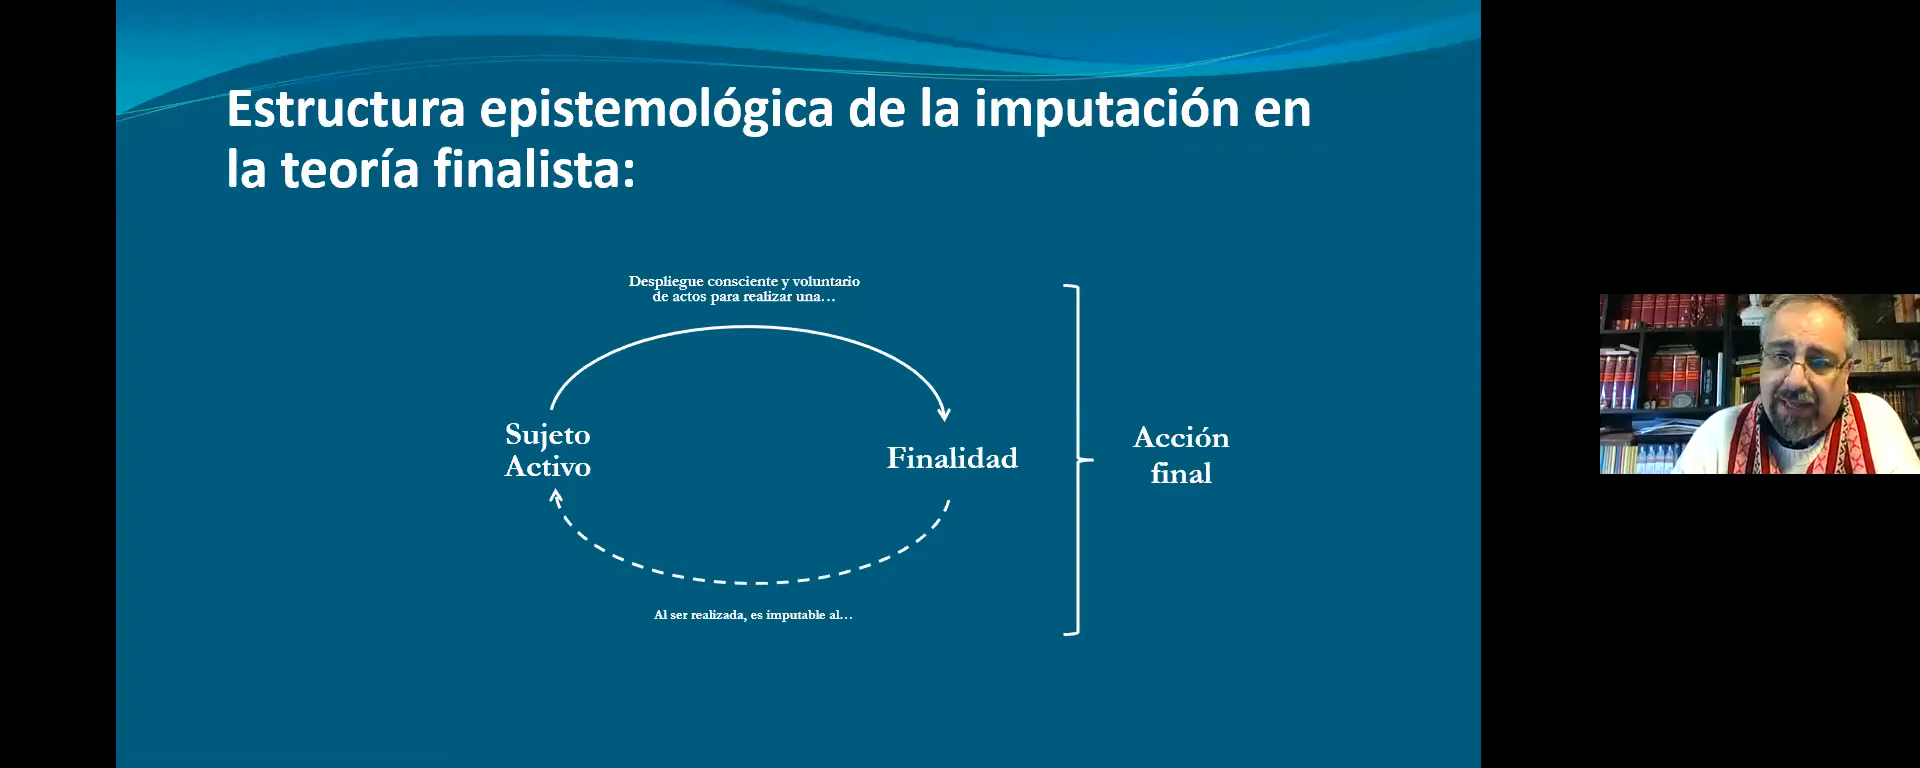 Estructura epistemológica de la imputación en
la teoría finalista:
Despliegue consciente y voluntario
de actos para realizar una…
Sujeto
Activo
Finalidad
Acción
final
Al ser realizada, es imputable al…